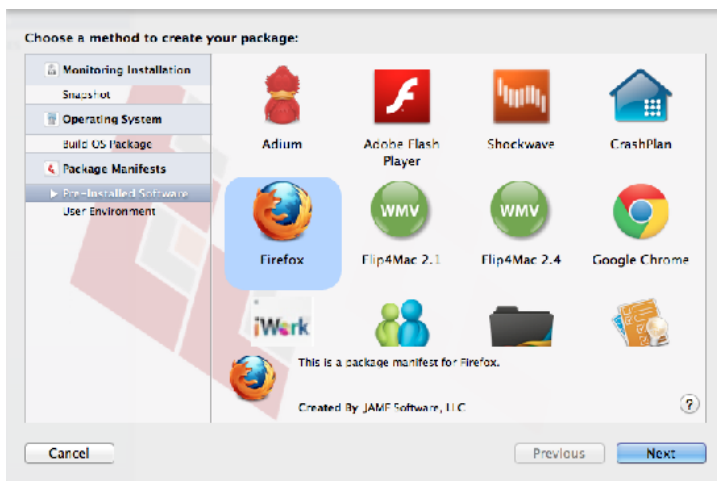 Choose a method to create your package:
Monitoring Installation
Snapshot
Operating System
Build OS Package
Package Manifests
Pre-Installed Software
User Environment
Adium
Adobe Flash
Player
Shockwave
CrashPlan
WMV
WMV
Firefox
Flip4Mac 2.1
Flip4Mac 2.4
Google Chrome
iWork
This is a package manifest for Firefox.
Created By JAMF Software, LLC
?
Cancel
Previous
Next